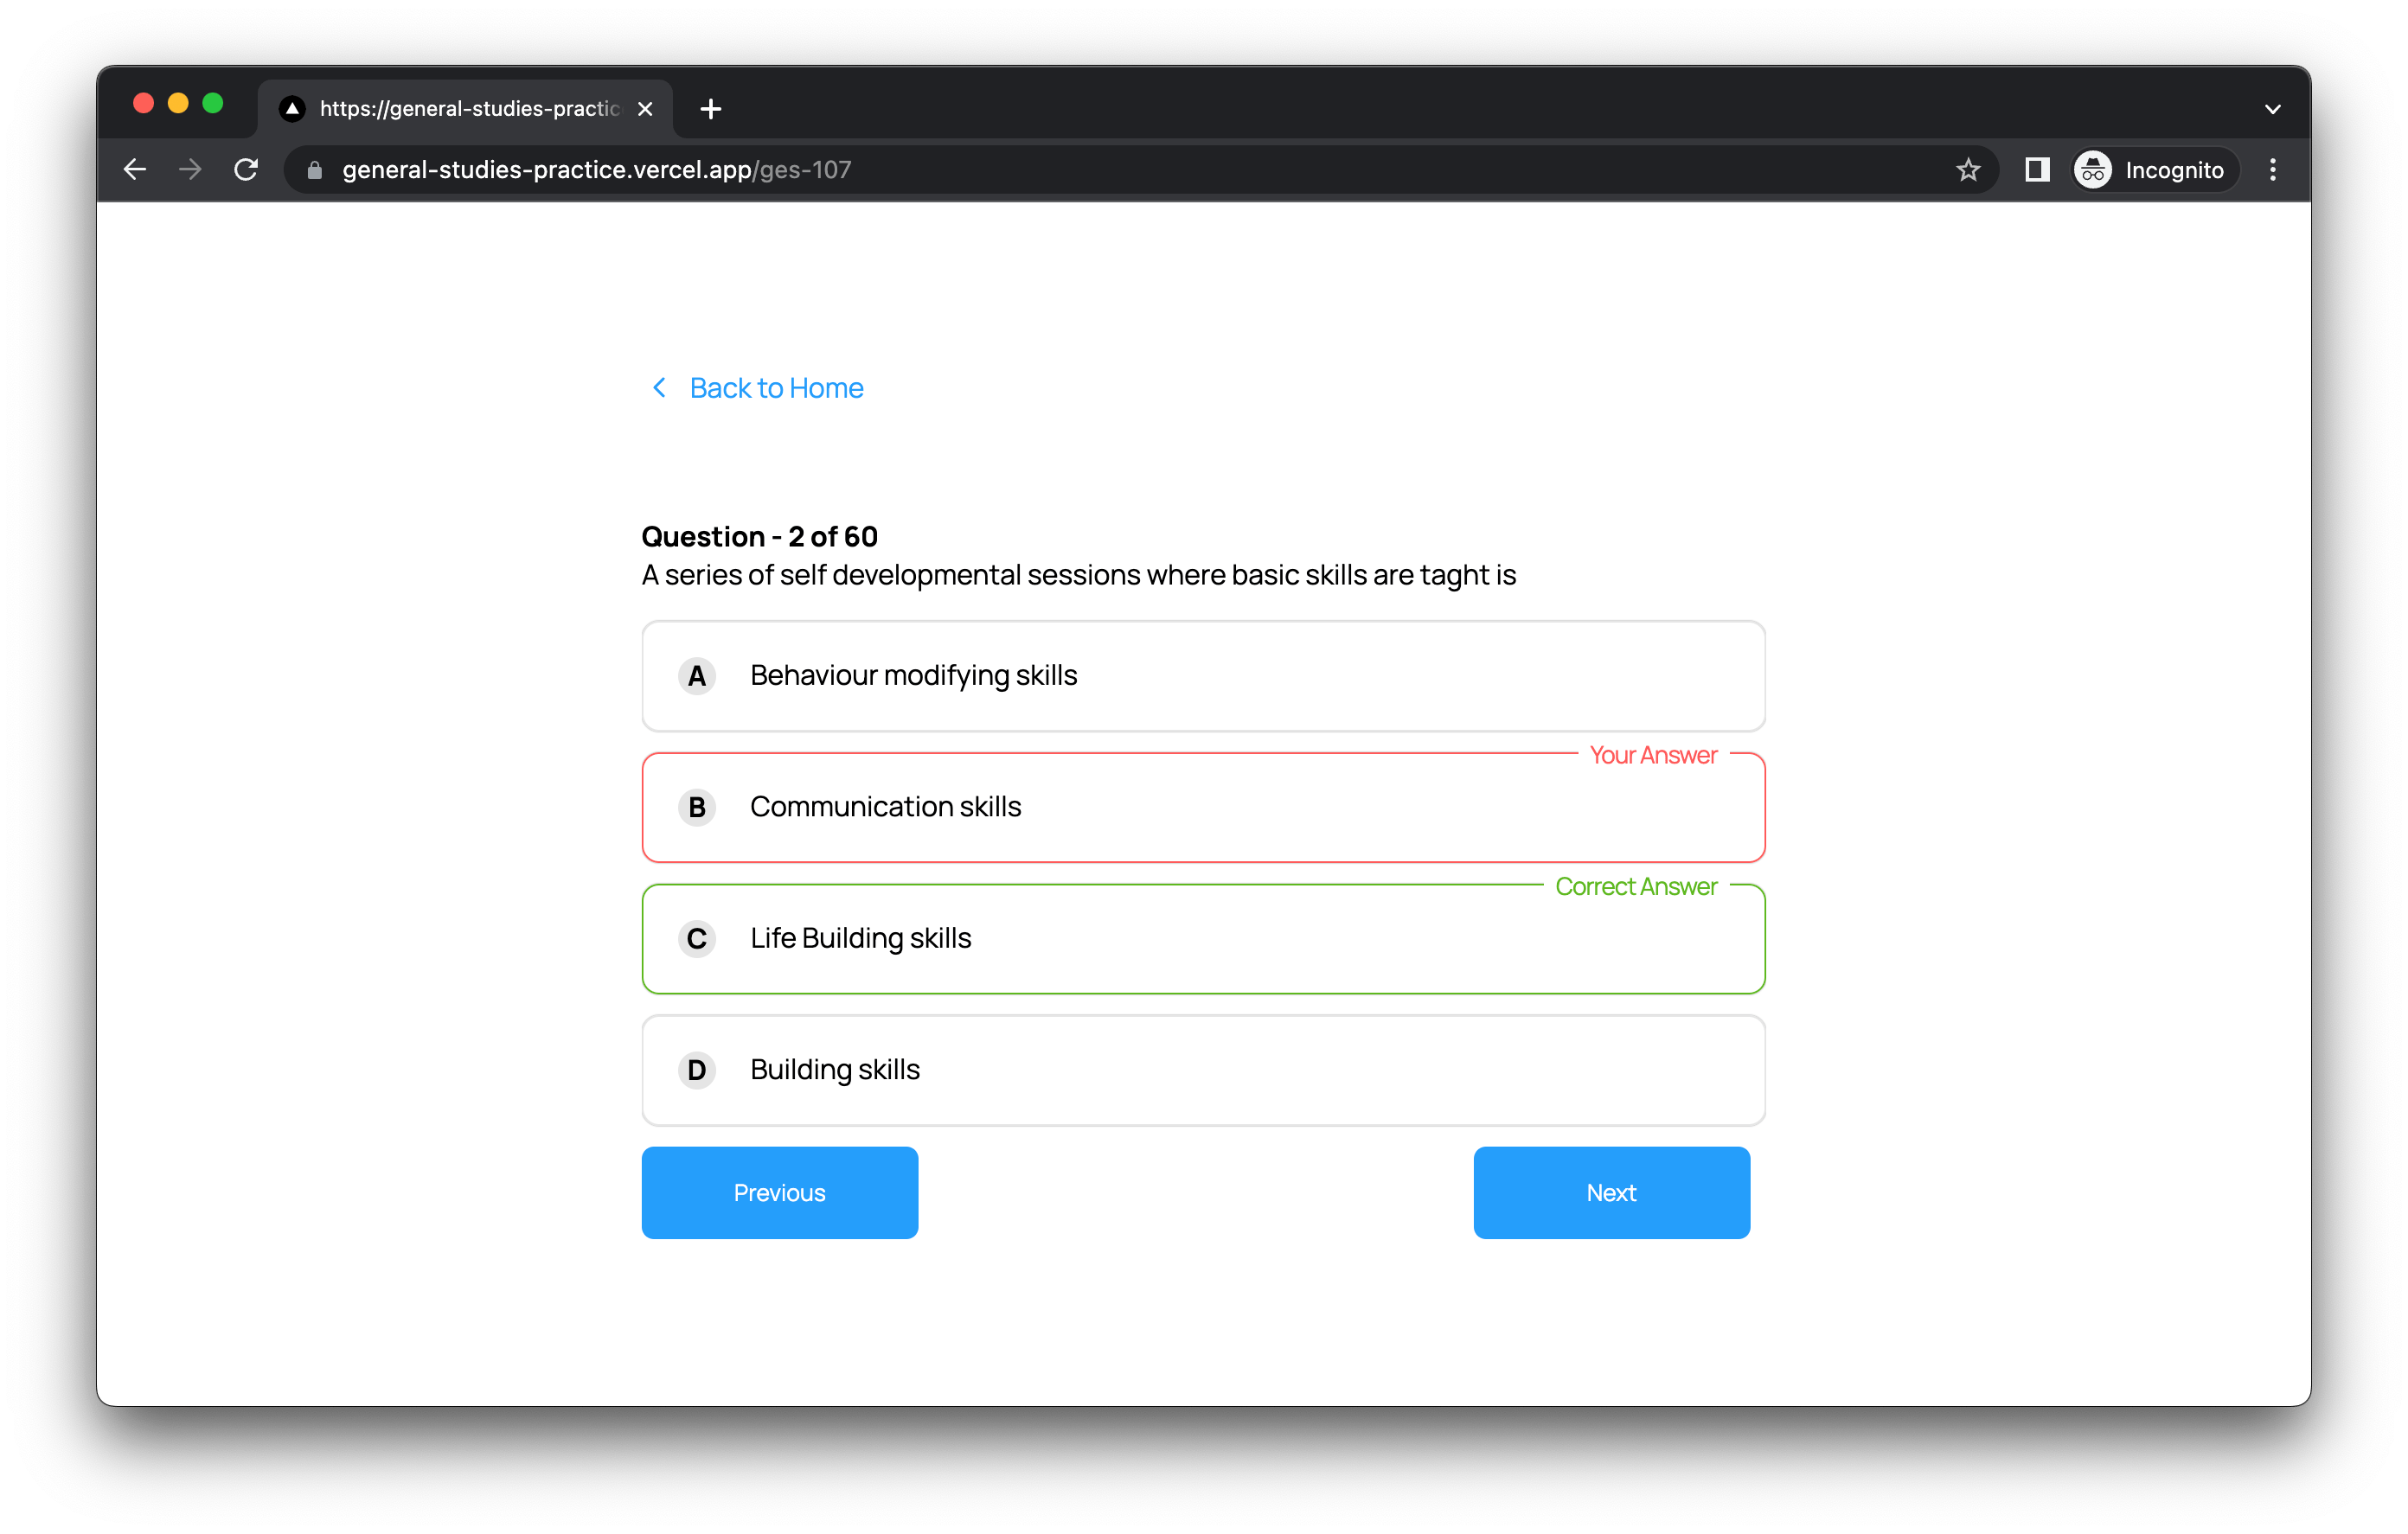 https://general-studies-practic
general-studies-practice.vercel.app/ges-107
Incognito
Back to Home
Question - 2 of 60
A series of self developmental sessions where basic skills are taght is
A Behaviour modifying skills
Your Answer
B Communication skills
Correct Answer
C Life Building skills
D Building skills
Previous Next